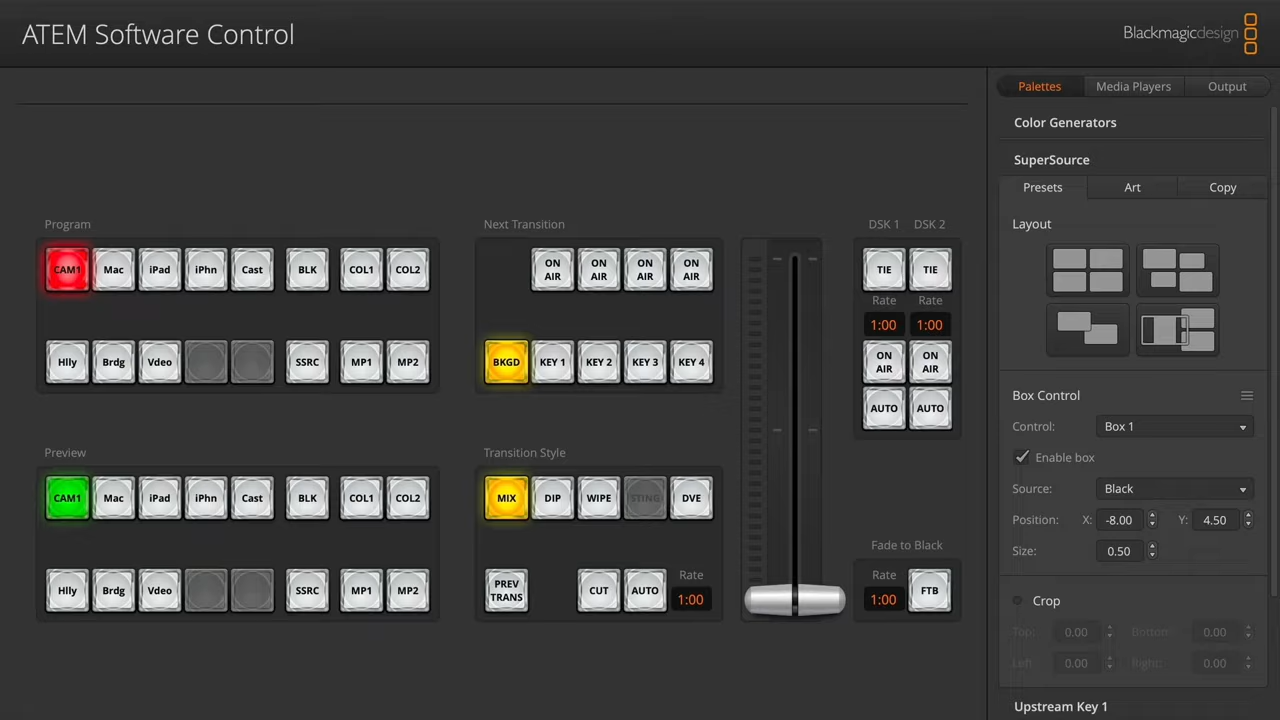 ATEM Software Control
Blackmagicdesign
Palettes Media Players Output
Color Generators
SuperSource
Presets Art Copy
Layout
Box Control
Control: Box 1
Enable box
Source: Black
Position: X: -8.00 Y: 4.50
Size: 0.50
Crop
Top: 0.00 Bottom: 0.00
Left: 0.00 Right: 0.00
Upstream Key 1
Program
CAM1 Mac iPad iPhn Cast BLK COL1 COL2
Hlly Brdg Vdeo SSRC MP1 MP2
Preview
CAM1 Mac iPad iPhn Cast BLK COL1 COL2
Hlly Brdg Vdeo SSRC MP1 MP2
Next Transition
ON ON ON ON
AIR AIR AIR AIR
BKGD KEY 1 KEY 2 KEY 3 KEY 4
Transition Style
MIX DIP WIPE STING DVE
PREV
TRANS
CUT AUTO
Rate
1:00
DSK 1 DSK 2
TIE TIE
Rate Rate
1:00 1:00
ON ON
AIR AIR
AUTO AUTO
Fade to Black
Rate
1:00 FTB